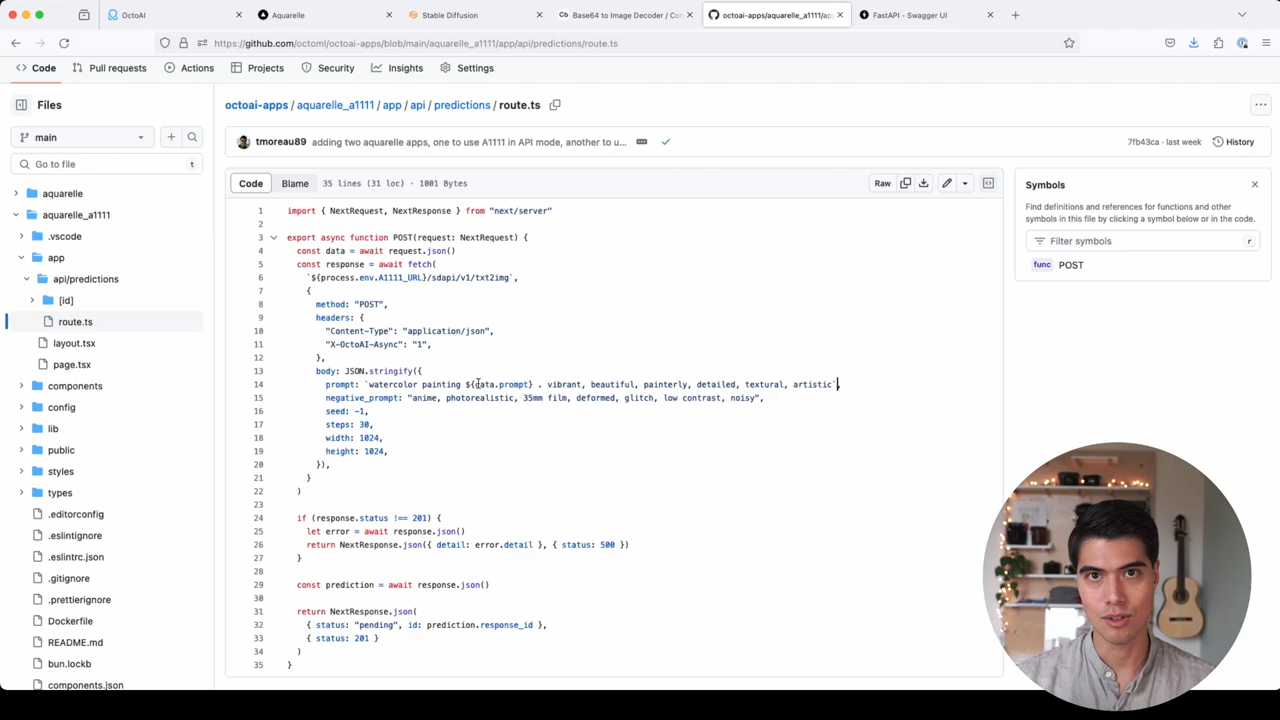 OctoAI
Aquarelle
Stable Diffusion
Cb Base64 to Image Decoder / Con
octoai-apps/aquarelle_a1111/app
FastAPI - Swagger UI
https://github.com/octoml/octoai-apps/blob/main/aquarelle_a1111/app/api/predictions/route.ts
Code
Pull requests
Actions
Projects
Security
Insights
Settings
Files
main
Go to file
t
aquarelle
aquarelle_a1111
.vscode
app
api/predictions
[id]
route.ts
layout.tsx
page.tsx
components
config
lib
public
styles
types
.editorconfig
.eslintignore
.eslintrc.json
.gitignore
.prettierignore
Dockerfile
README.md
bun.lockb
components.json
octoai-apps / aquarelle_a1111 / app / api / predictions / route.ts
tmoreau89 adding two aquarelle apps, one to use A1111 in API mode, another to u...
7fb43ca · last week
History
Code
Blame
35 lines (31 loc) · 1001 Bytes
Raw
1 import { NextRequest, NextResponse } from "next/server"
2
3 export async function POST(request: NextRequest) {
4 const data = await request.json()
5 const response = await fetch(
6 `${process.env.A1111_URL}/sdapi/v1/txt2img`,
7 {
8 method: "POST",
9 headers: {
10 "Content-Type": "application/json",
11 "X-OctoAI-Async": "1",
12 },
13 body: JSON.stringify({
14 prompt: `watercolor painting ${data.prompt} . vibrant, beautiful, painterly, detailed, textural, artistic`,
15 negative_prompt: "anime, photorealistic, 35mm film, deformed, glitch, low contrast, noisy",
16 seed: -1,
17 steps: 30,
18 width: 1024,
19 height: 1024,
20 }),
21 }
22 )
23
24 if (response.status !== 201) {
25 let error = await response.json()
26 return NextResponse.json({ detail: error.detail }, { status: 500 })
27 }
28
29 const prediction = await response.json()
30
31 return NextResponse.json(
32 { status: "pending", id: prediction.response_id },
33 { status: 201 }
34 )
35 }
Symbols
Find definitions and references for functions and other
symbols in this file by clicking a symbol below or in the code.
Filter symbols
r
func POST